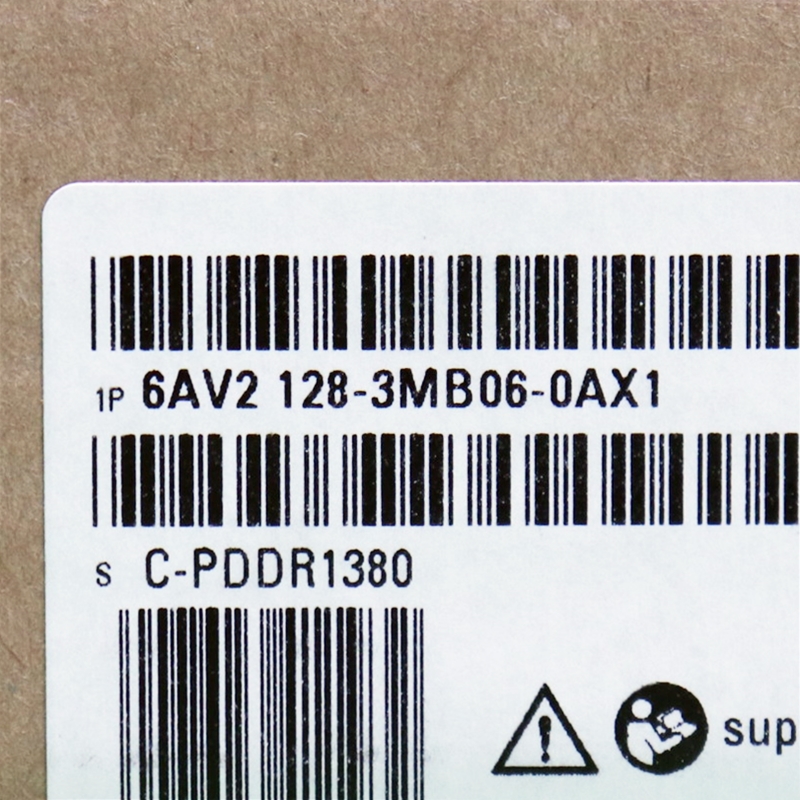 1P 6AV2 128-3MB06-0AX1
S C-PDDR1380
sup